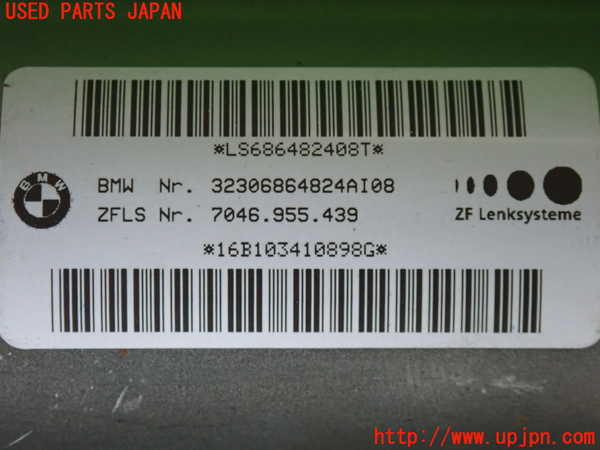 USED PARTS JAPAN
*LS686482408T*
BMW
BMW Nr. 32306864824AI08
ZFLS Nr. 7046.955.439
ZF Lenksysteme
*16B103410898G*
http://www.upjpn.com